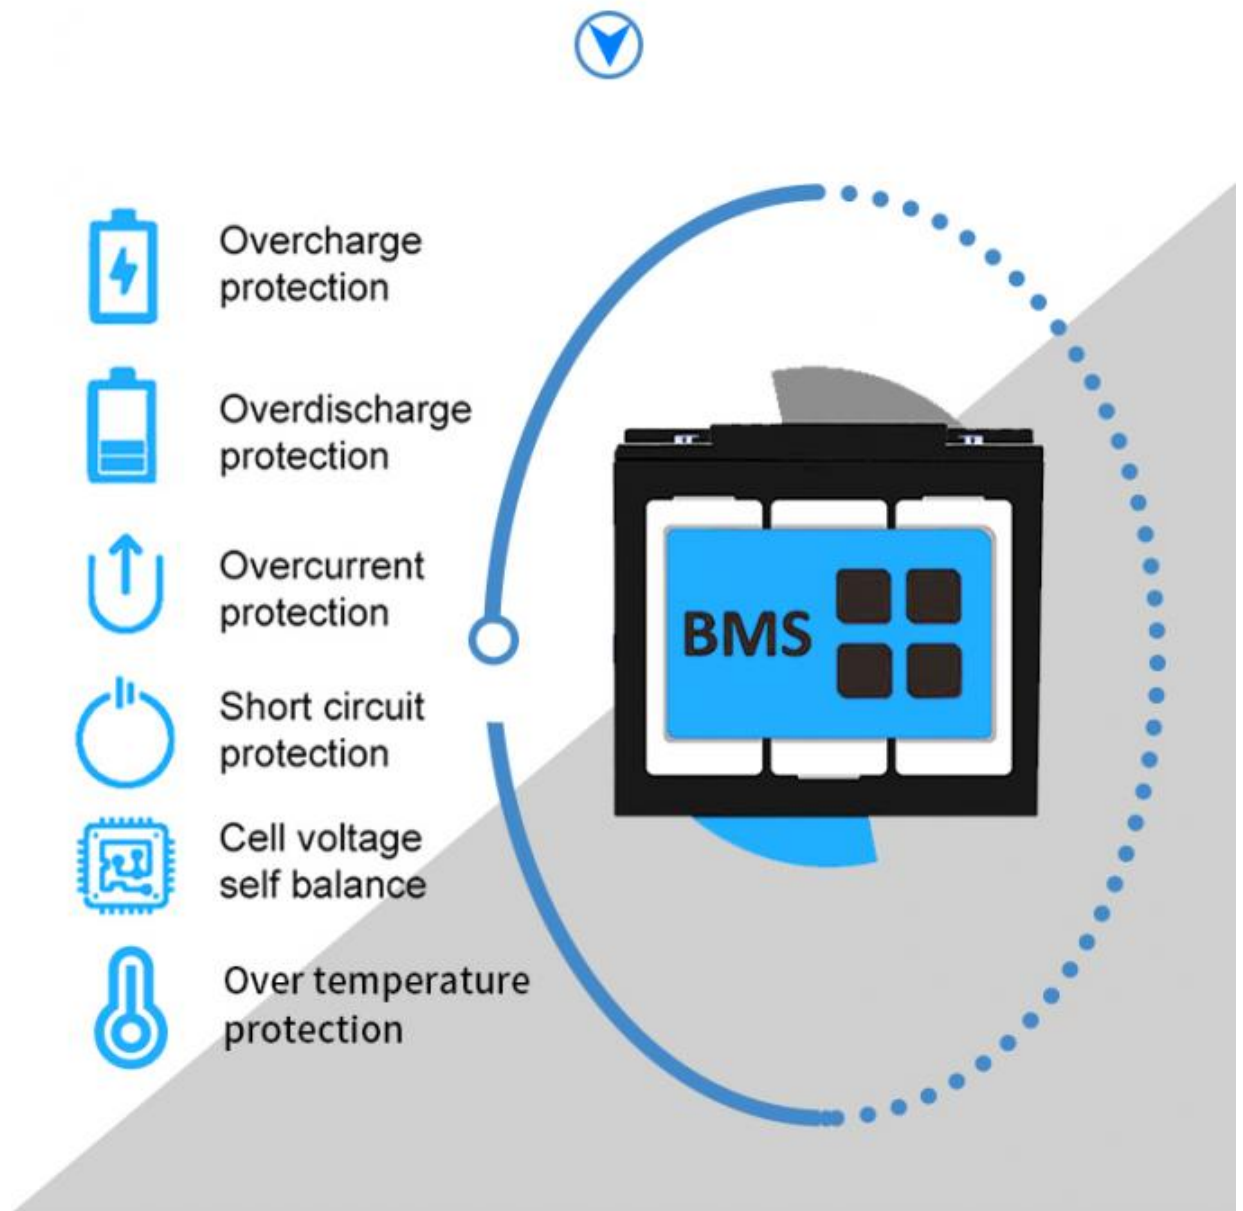 Overcharge
protection
Overdischarge
protection
Overcurrent
protection
Short circuit
protection
Cell voltage
self balance
Over temperature
protection
BMS